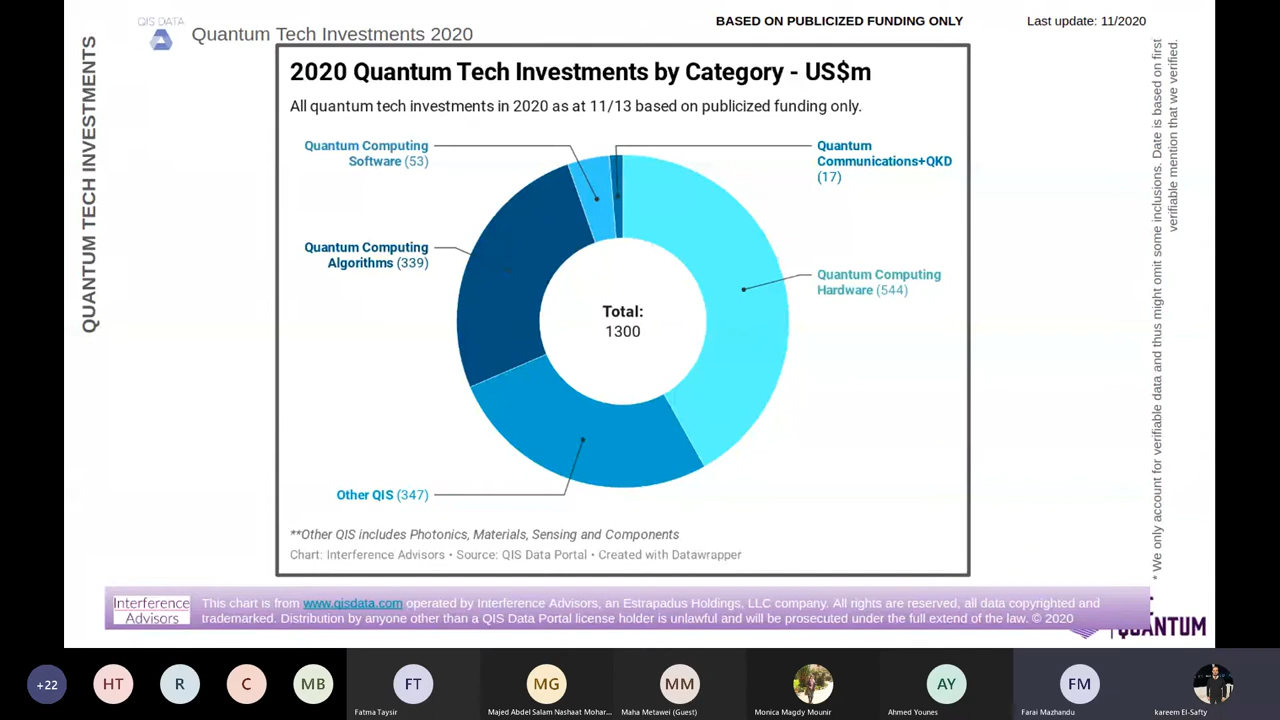 QIS DATA
Quantum Tech Investments 2020
BASED ON PUBLICIZED FUNDING ONLY
Last update: 11/2020
QUANTUM TECH INVESTMENTS
2020 Quantum Tech Investments by Category - US$m
All quantum tech investments in 2020 as at 11/13 based on publicized funding only.
Quantum Computing
Software (53)
Quantum
Communications+QKD
(17)
Quantum Computing
Algorithms (339)
Quantum Computing
Hardware (544)
Total:
1300
Other QIS (347)
**Other QIS includes Photonics, Materials, Sensing and Components
Chart: Interference Advisors • Source: QIS Data Portal • Created with Datawrapper
* We only account for verifiable data and thus might omit some inclusions. Date is based on first
verifiable mention that we verified.
Interference
Advisors
This chart is from www.qisdata.com operated by Interference Advisors, an Estrapadus Holdings, LLC company. All rights are reserved, all data copyrighted and
trademarked. Distribution by anyone other than a QIS Data Portal license holder is unlawful and will be prosecuted under the full extend of the law. © 2020
QUANTUM
+22
HT
R
C
MB
FT
MG
MM
AY
FM
Fatma Taysir
Majed Abdel Salam Nashaat Mohar...
Maha Metawei (Guest)
Monica Magdy Mounir
Ahmed Younes
Farai Mazhandu
kareem El-Safty